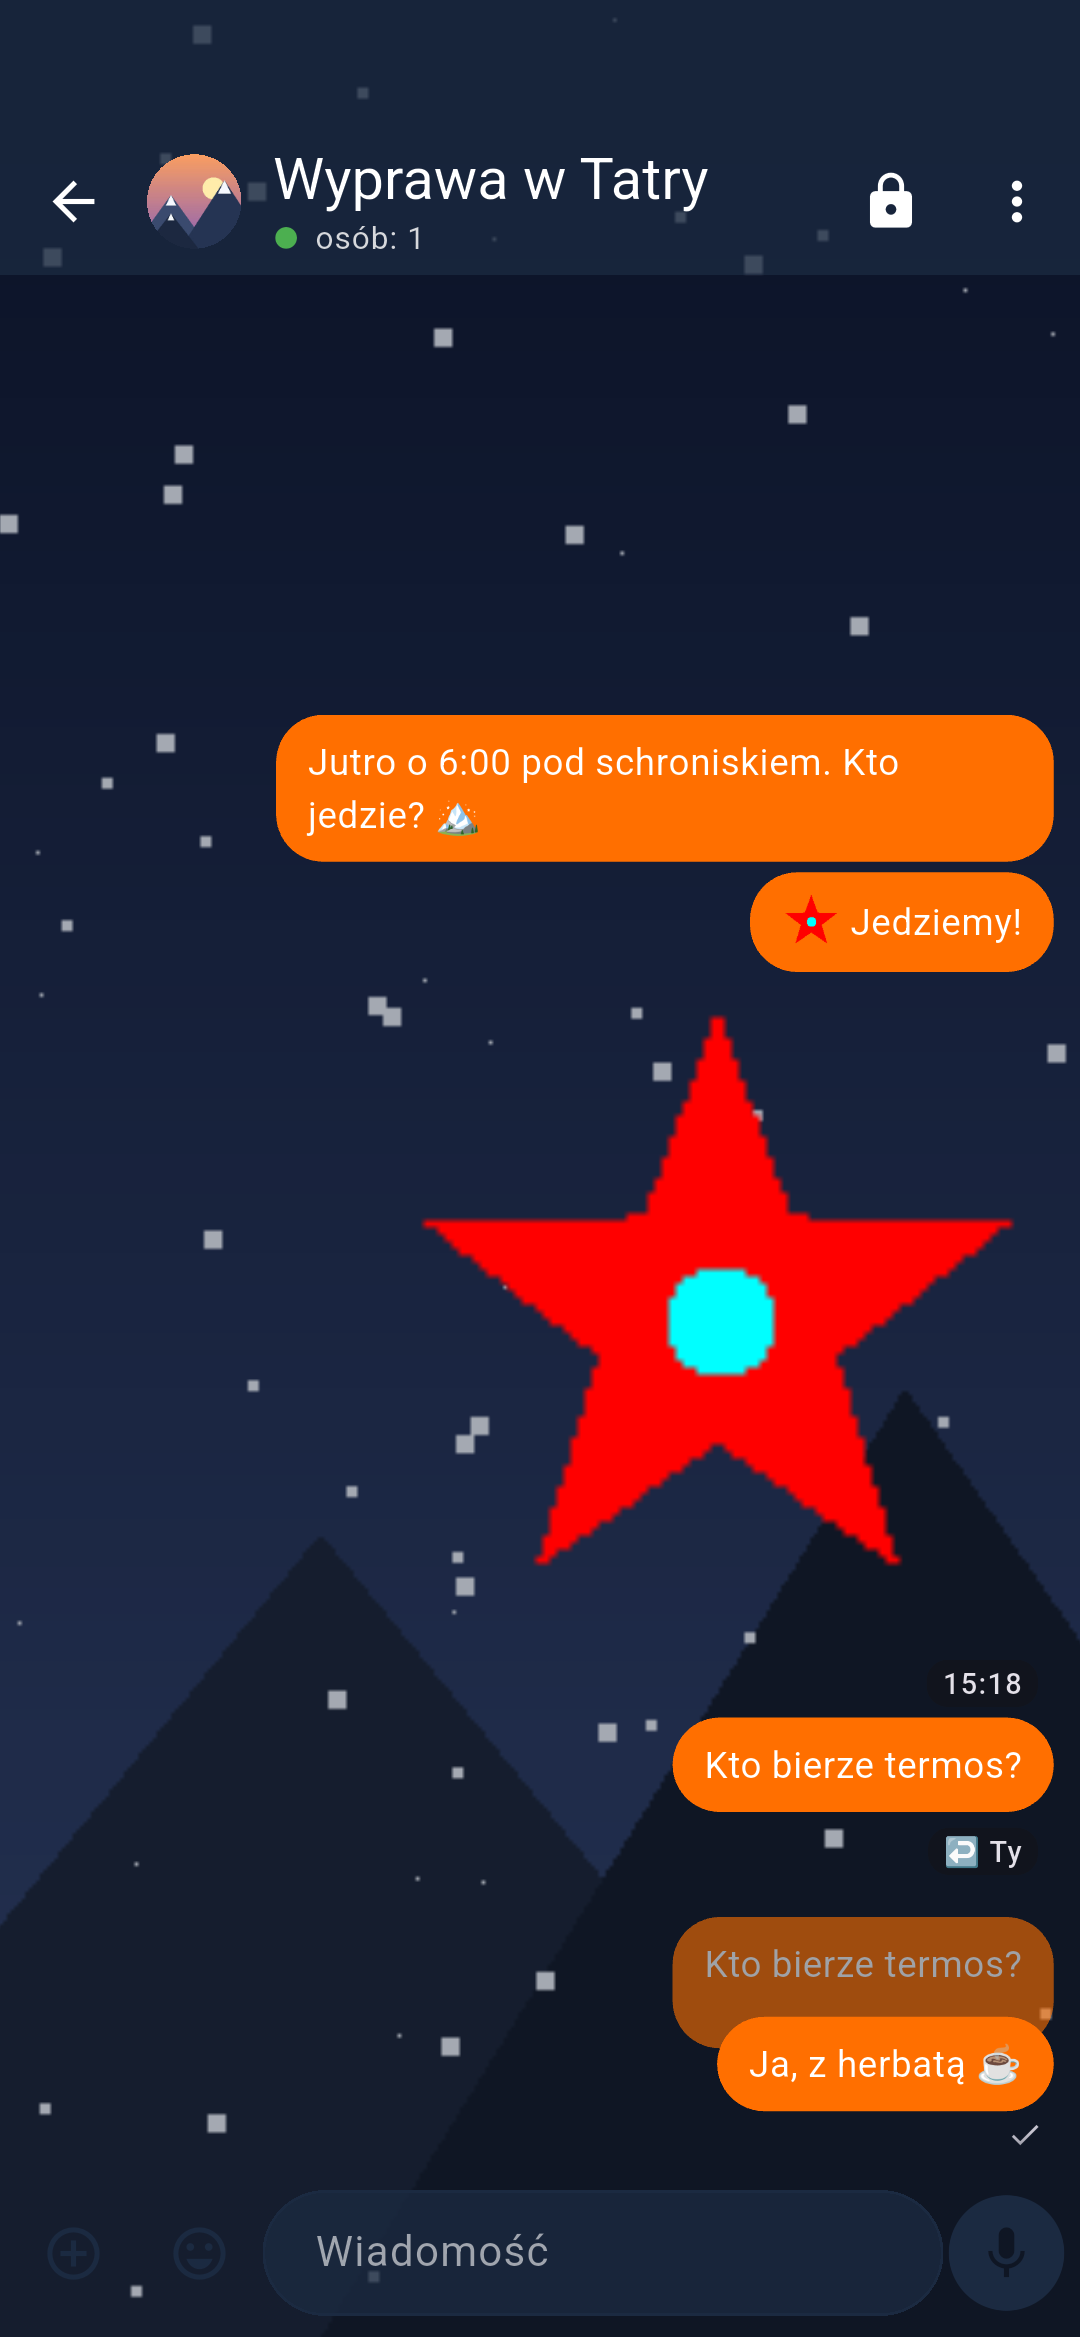 Wyprawa w Tatry
osób: 1
Jutro o 6:00 pod schroniskiem. Kto
jedzie? 🏔️
Jedziemy!
15:18
Kto bierze termos?
↩️ Ty
Kto bierze termos?
Ja, z herbatą ☕
Wiadomość